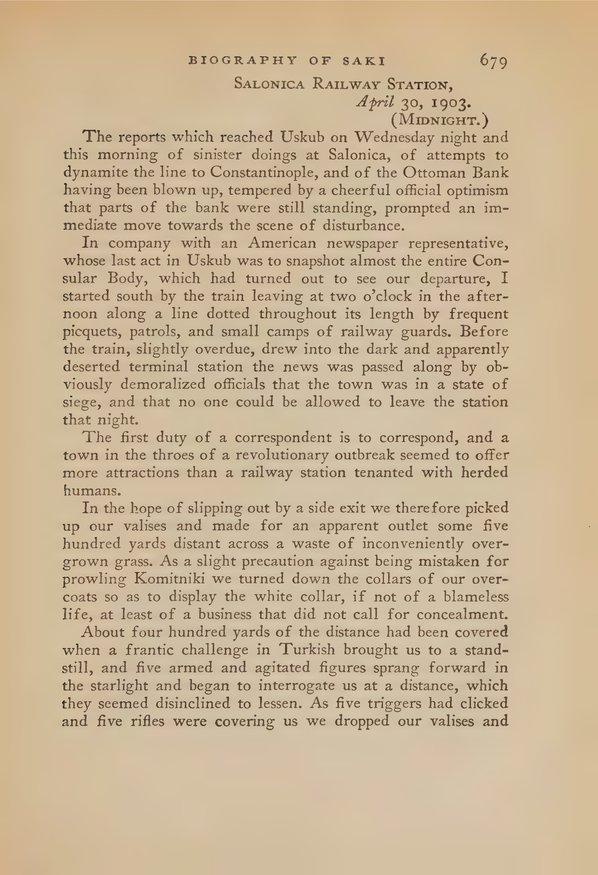 BIOGRAPHY OF SAKI 679
Salonica Railway Station,
April 30, 1903.
(Midnight.)
The reports which reached Uskub on Wednesday night and
this morning of sinister doings at Salonica, of attempts to
dynamite the line to Constantinople, and of the Ottoman Bank
having been blown up, tempered by a cheerful official optimism
that parts of the bank were still standing, prompted an im-
mediate move towards the scene of disturbance.
In company with an American newspaper representative,
whose last act in Uskub was to snapshot almost the entire Con-
sular Body, which had turned out to see our departure, I
started south by the train leaving at two o'clock in the after-
noon along a line dotted throughout its length by frequent
picquets, patrols, and small camps of railway guards. Before
the train, slightly overdue, drew into the dark and apparently
deserted terminal station the news was passed along by ob-
viously demoralized officials that the town was in a state of
siege, and that no one could be allowed to leave the station
that night.
The first duty of a correspondent is to correspond, and a
town in the throes of a revolutionary outbreak seemed to offer
more attractions than a railway station tenanted with herded
humans.
In the hope of slipping out by a side exit we therefore picked
up our valises and made for an apparent outlet some five
hundred yards distant across a waste of inconveniently over-
grown grass. As a slight precaution against being mistaken for
prowling Komitniki we turned down the collars of our over-
coats so as to display the white collar, if not of a blameless
life, at least of a business that did not call for concealment.
About four hundred yards of the distance had been covered
when a frantic challenge in Turkish brought us to a stand-
still, and five armed and agitated figures sprang forward in
the starlight and began to interrogate us at a distance, which
they seemed disinclined to lessen. As five triggers had clicked
and five rifles were covering us we dropped our valises and